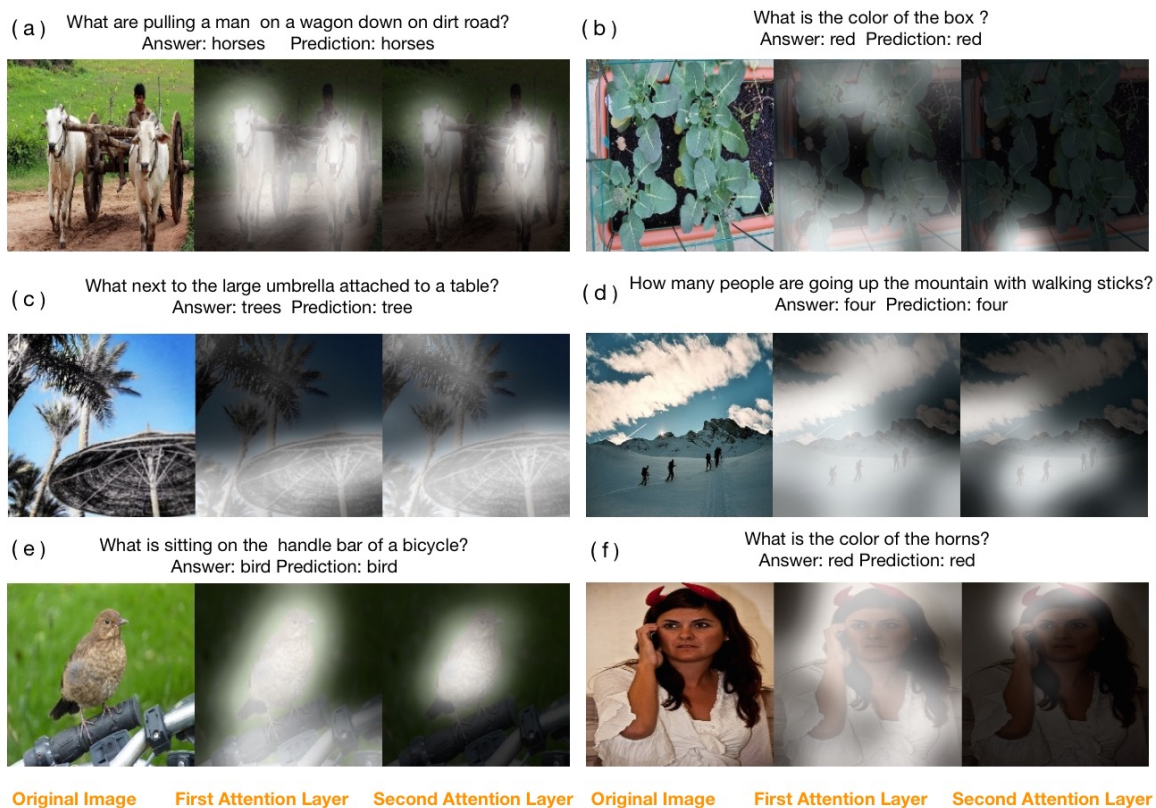 (a) What are pulling a man on a wagon down on dirt road?
Answer: horses Prediction: horses
(b) What is the color of the box ?
Answer: red Prediction: red
(c) What next to the large umbrella attached to a table?
Answer: trees Prediction: tree
(d) How many people are going up the mountain with walking sticks?
Answer: four Prediction: four
(e) What is sitting on the handle bar of a bicycle?
Answer: bird Prediction: bird
(f) What is the color of the horns?
Answer: red Prediction: red
Original Image First Attention Layer Second Attention Layer Original Image First Attention Layer Second Attention Layer